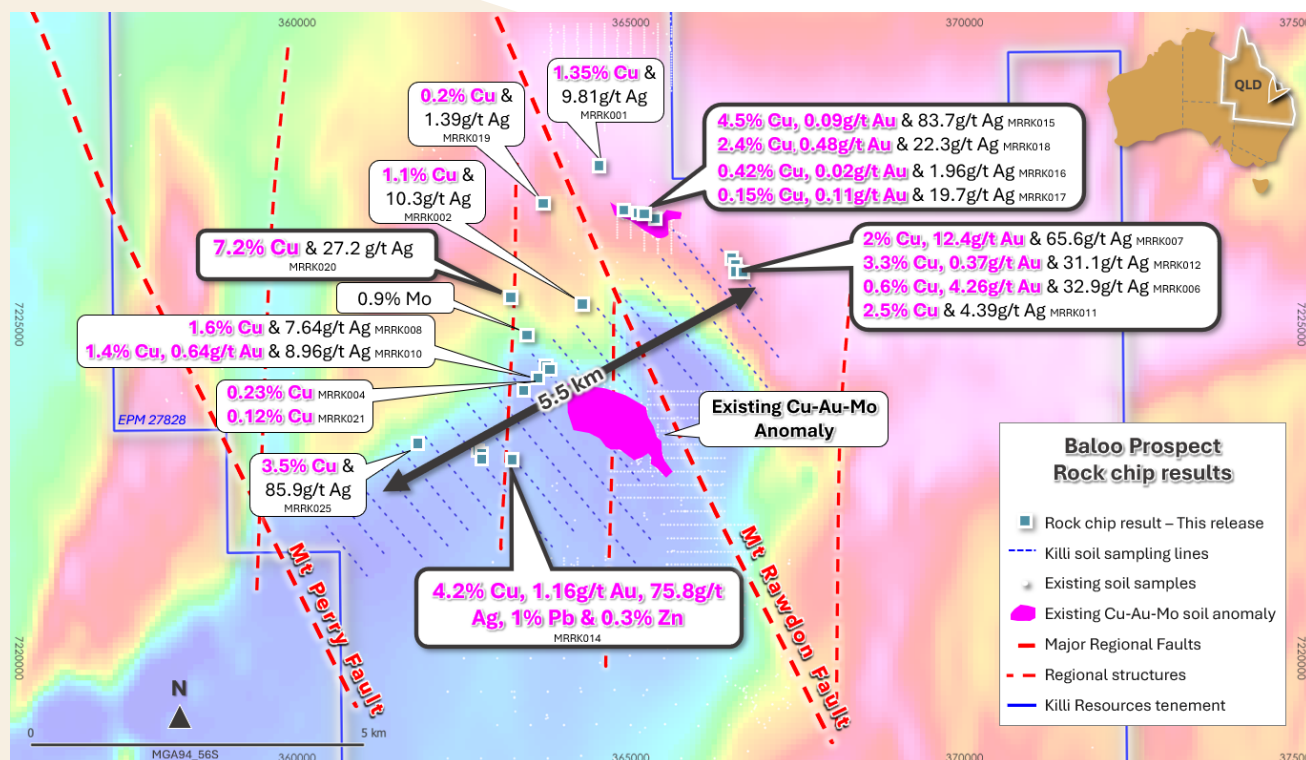 360000
365000
370000
375000
QLD
1.35% Cu &
9.81g/t Ag
MRRK001
0.2% Cu &
1.39g/t Ag
MRRK019
4.5% Cu, 0.09g/t Au & 83.7g/t Ag MRRK015
2.4% Cu, 0.48g/t Au & 22.3g/t Ag MRRK018
0.42% Cu, 0.02g/t Au & 1.96g/t Ag MRRK016
0.15% Cu, 0.11g/t Au & 19.7g/t Ag MRRK017
1.1% Cu &
10.3g/t Ag
MRRK002
7.2% Cu & 27.2 g/t Ag
MRRK020
2% Cu, 12.4g/t Au & 65.6g/t Ag MRRK007
3.3% Cu, 0.37g/t Au & 31.1g/t Ag MRRK012
0.6% Cu, 4.26g/t Au & 32.9g/t Ag MRRK006
2.5% Cu & 4.39g/t Ag MRRK011
0.9% Mo
7225000
7225000
1.6% Cu & 7.64g/t Ag MRRK008
1.4% Cu, 0.64g/t Au & 8.96g/t Ag MRRK010
0.23% Cu MRRK004
0.12% Cu MRRK021
5.5 km
EPM 27828
Existing Cu-Au-Mo
Anomaly
3.5% Cu &
85.9g/t Ag
MRRK025
4.2% Cu, 1.16g/t Au, 75.8g/t
Ag, 1% Pb & 0.3% Zn
MRRK014
Mt Perry Fault
Mt Rawdon Fault
7220000
7220000
Baloo Prospect
Rock chip results
Rock chip result – This release
Killi soil sampling lines
Existing soil samples
Existing Cu-Au-Mo soil anomaly
Major Regional Faults
Regional structures
Killi Resources tenement
N
0
5 km
MGA94_56S
360000
365000
370000